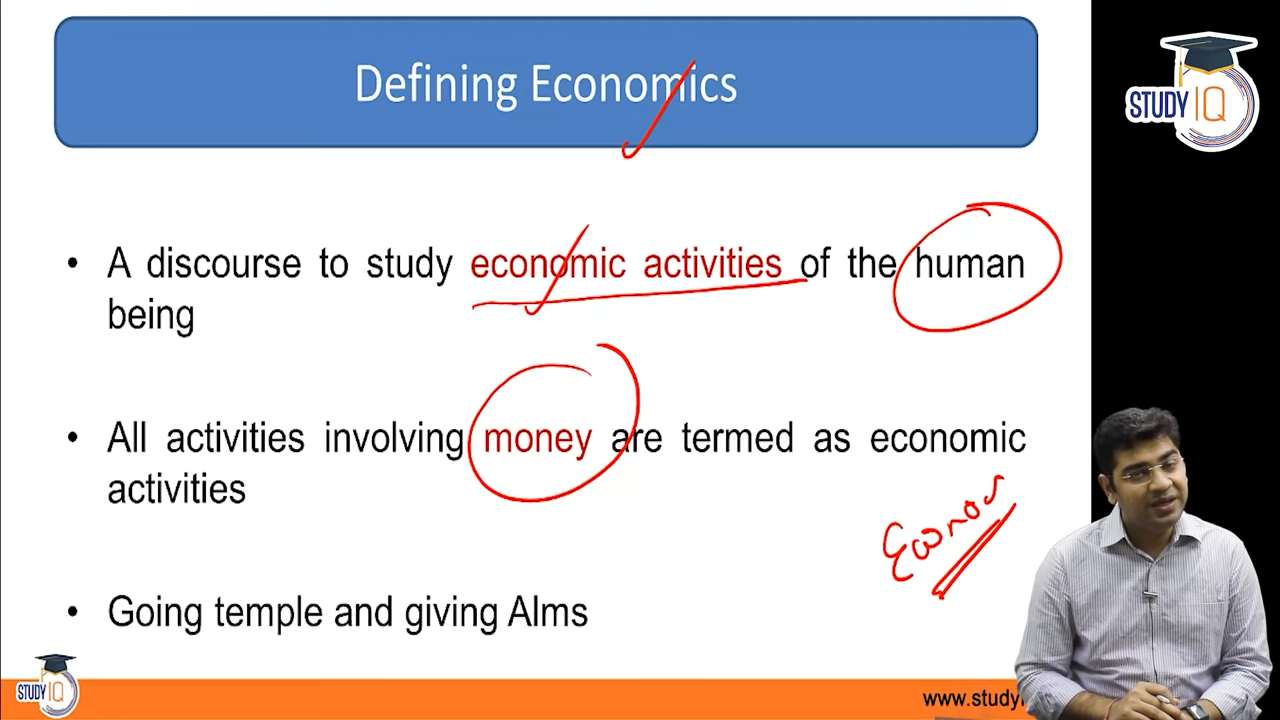 Defining Economics
STUDY IQ
• A discourse to study economic activities of the human
being
• All activities involving money are termed as economic
activities
• Going temple and giving Alms
STUDY IQ
www.study